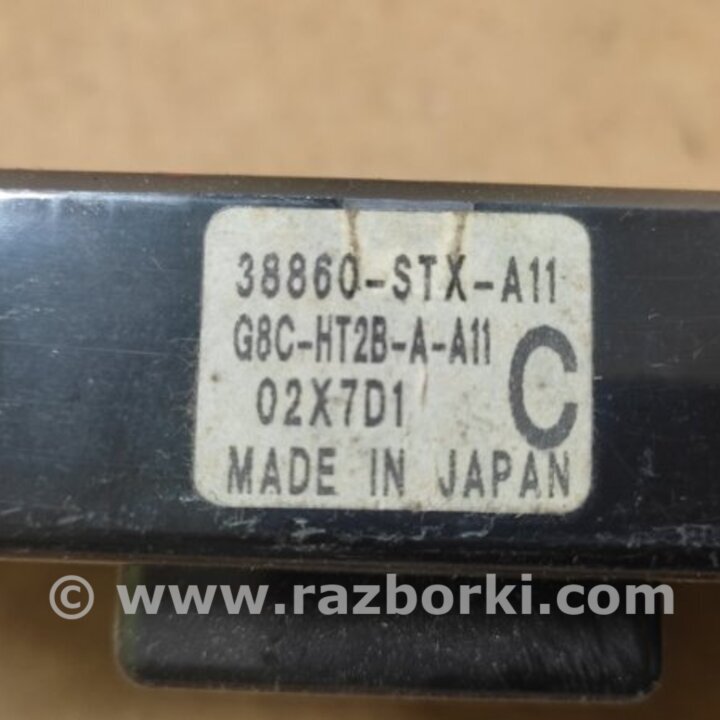 38860-STX-A11
G8C-HT2B-A-A11
C
02X7D1
MADE IN JAPAN
© www.razborki.com